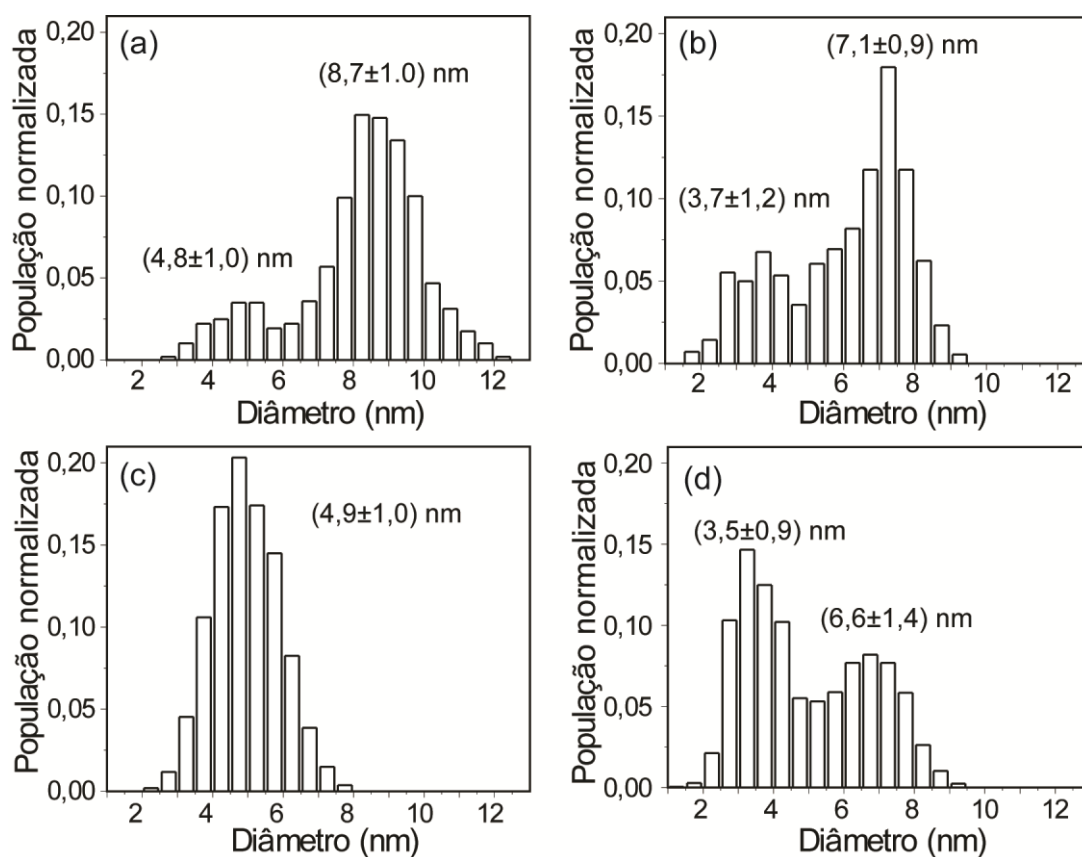 (a)
(8,7±1.0) nm
(4,8±1,0) nm
População normalizada
0,20
0,15
0,10
0,05
0,00
2 4 6 8 10 12
Diâmetro (nm)
(b)
(7,1±0,9) nm
(3,7±1,2) nm
População normalizada
0,20
0,15
0,10
0,05
0,00
2 4 6 8 10 12
Diâmetro (nm)
(c)
(4,9±1,0) nm
População normalizada
0,20
0,15
0,10
0,05
0,00
2 4 6 8 10 12
Diâmetro (nm)
(d)
(3,5±0,9) nm
(6,6±1,4) nm
População normalizada
0,20
0,15
0,10
0,05
0,00
2 4 6 8 10 12
Diâmetro (nm)